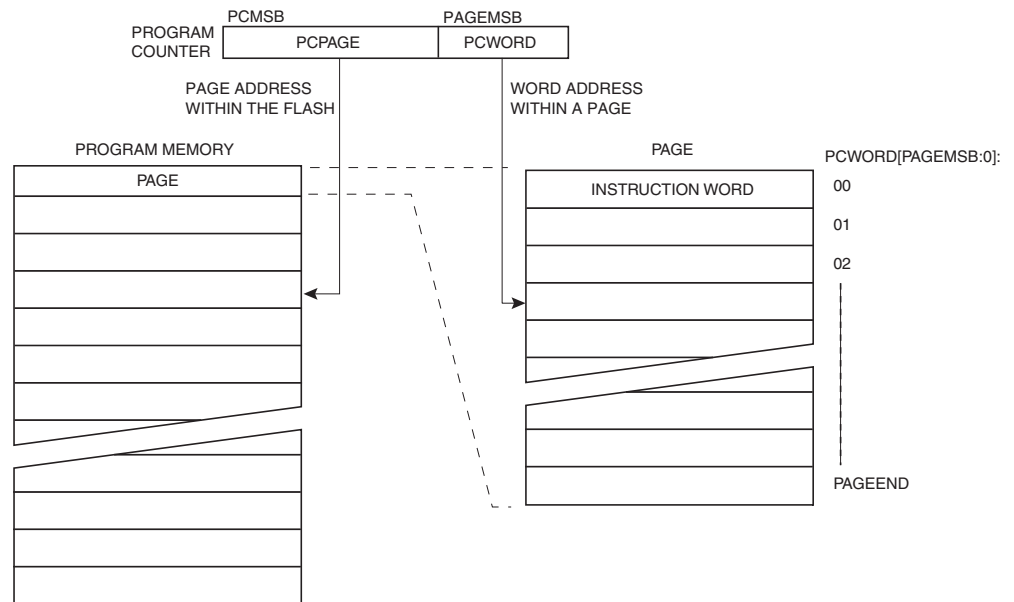 PCMSB
PAGEMSB
PROGRAM
COUNTER
PCPAGE
PCWORD
PAGE ADDRESS
WITHIN THE FLASH
WORD ADDRESS
WITHIN A PAGE
PROGRAM MEMORY
PAGE
PAGE
INSTRUCTION WORD
PCWORD[PAGEMSB:0]:
00
01
02
PAGEEND